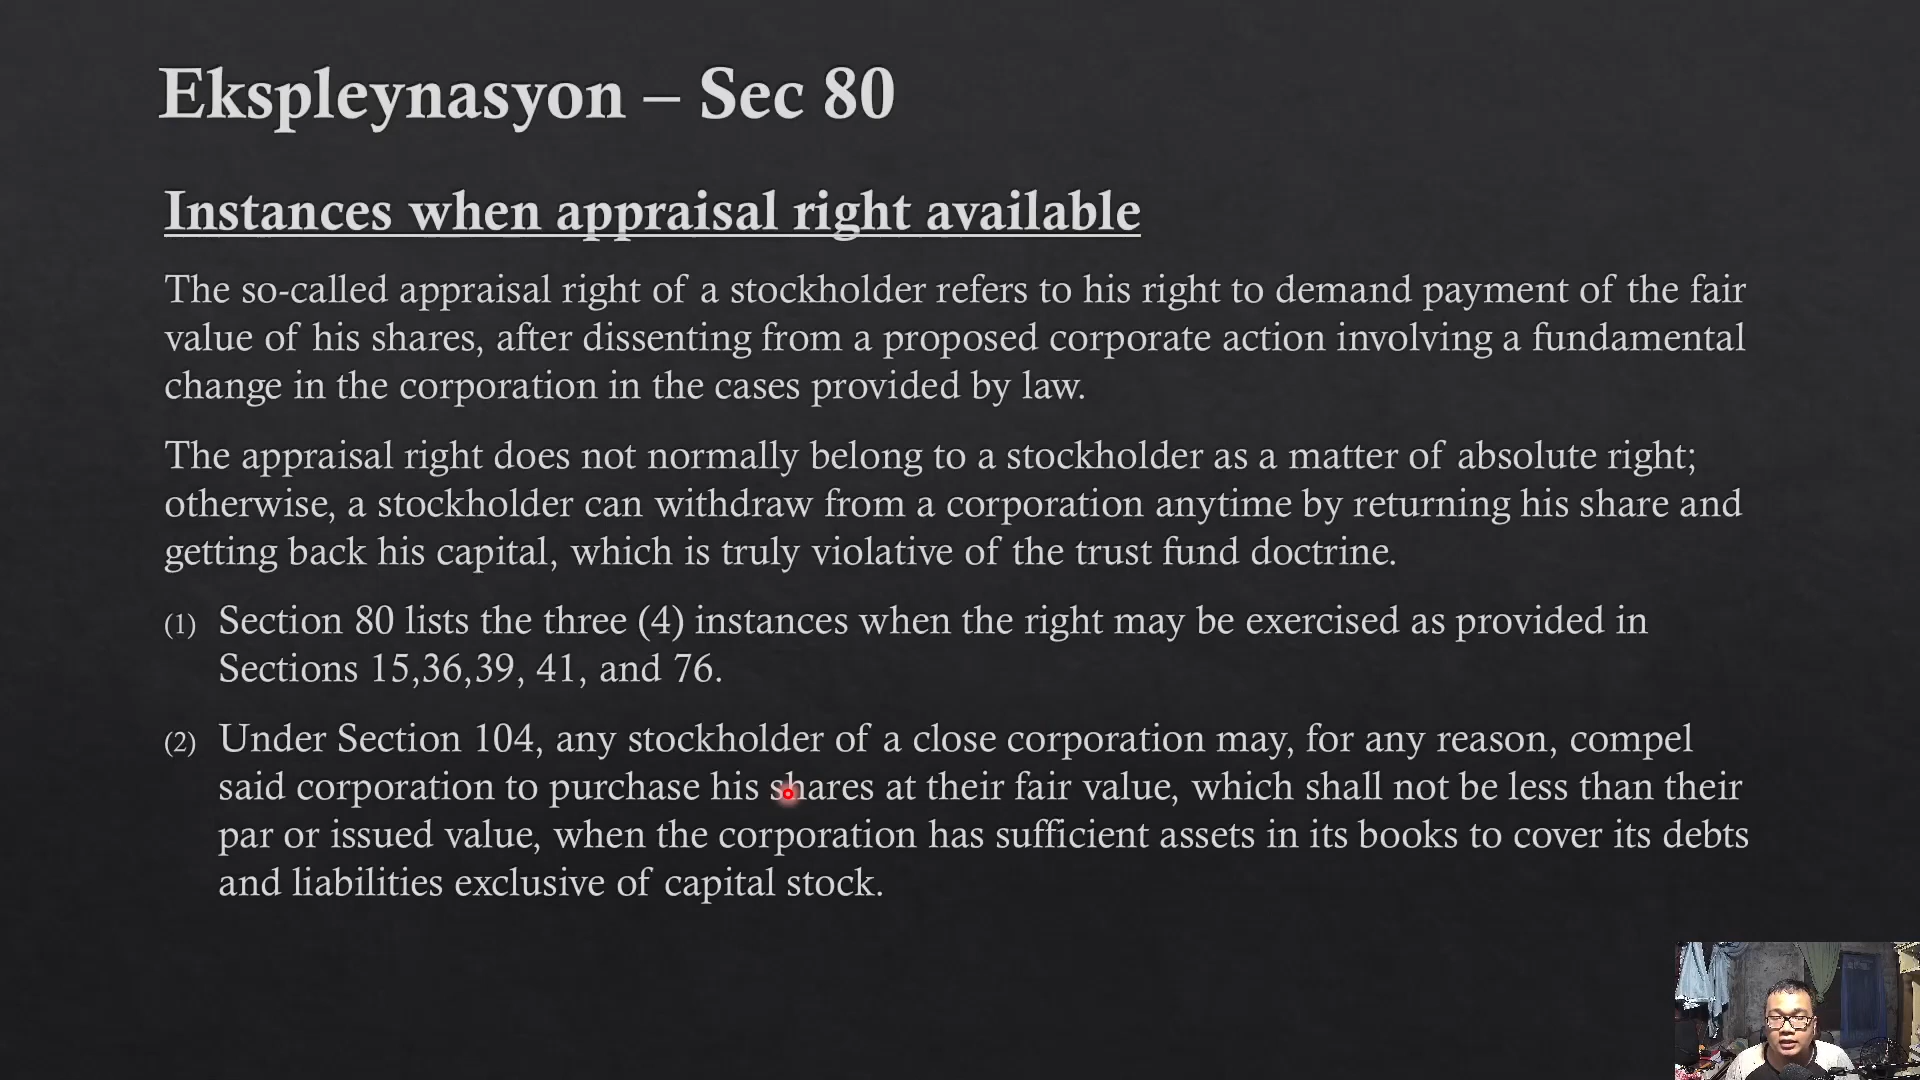 Ekspleynasyon – Sec 80
Instances when appraisal right available
The so-called appraisal right of a stockholder refers to his right to demand payment of the fair
value of his shares, after dissenting from a proposed corporate action involving a fundamental
change in the corporation in the cases provided by law.
The appraisal right does not normally belong to a stockholder as a matter of absolute right;
otherwise, a stockholder can withdraw from a corporation anytime by returning his share and
getting back his capital, which is truly violative of the trust fund doctrine.
(1) Section 80 lists the three (4) instances when the right may be exercised as provided in
Sections 15,36,39, 41, and 76.
(2) Under Section 104, any stockholder of a close corporation may, for any reason, compel
said corporation to purchase his shares at their fair value, which shall not be less than their
par or issued value, when the corporation has sufficient assets in its books to cover its debts
and liabilities exclusive of capital stock.